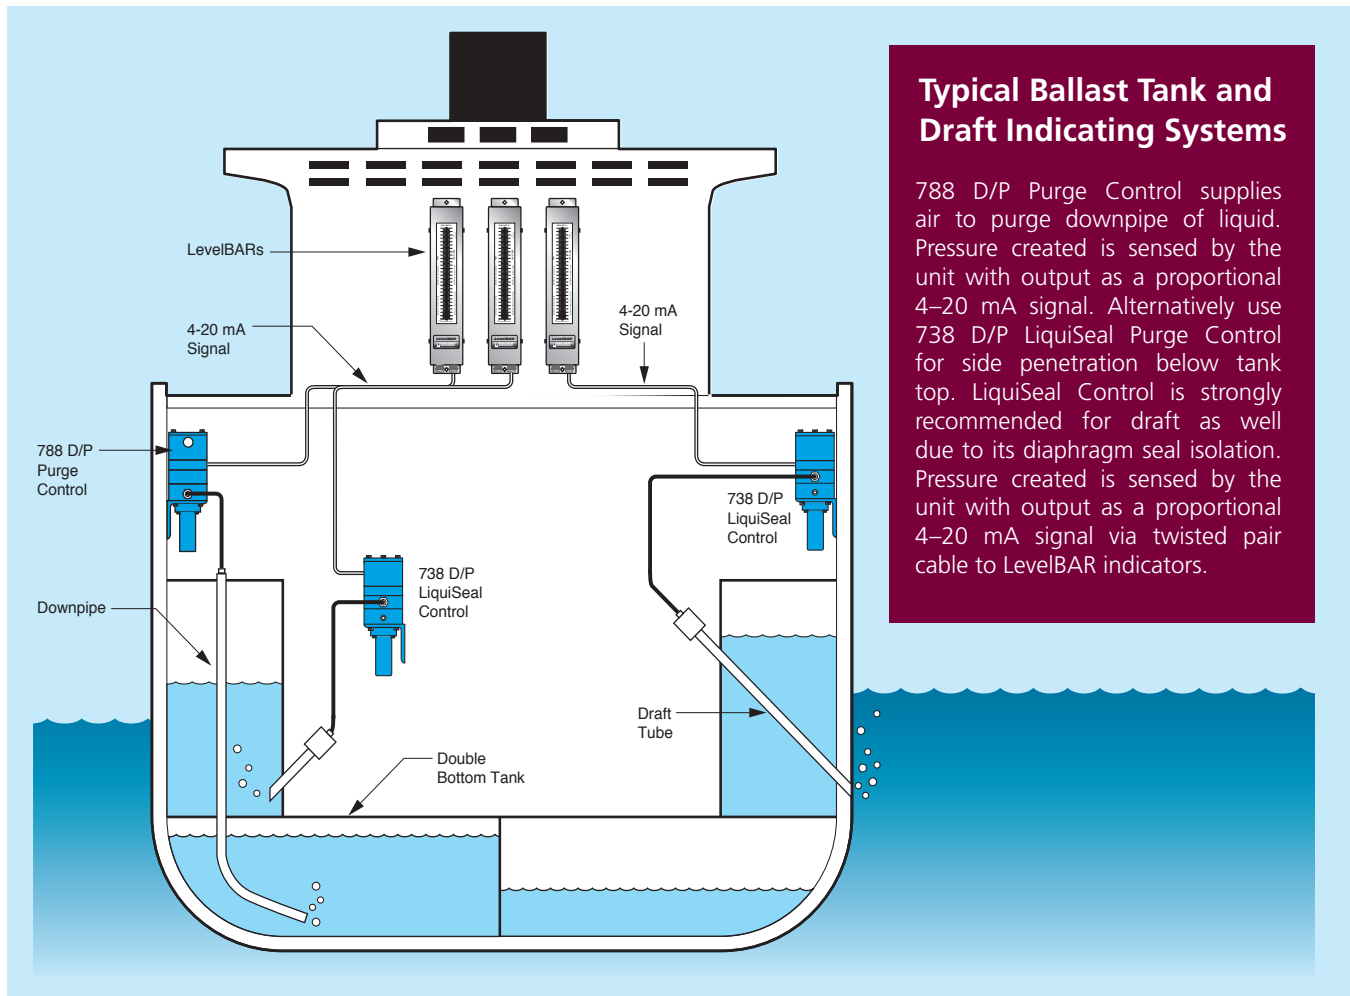 Typical Ballast Tank and
Draft Indicating Systems
788 D/P Purge Control supplies
air to purge downpipe of liquid.
Pressure created is sensed by the
unit with output as a proportional
4–20 mA signal. Alternatively use
738 D/P LiquiSeal Purge Control
for side penetration below tank
top. LiquiSeal Control is strongly
recommended for draft as well
due to its diaphragm seal isolation.
Pressure created is sensed by the
unit with output as a proportional
4–20 mA signal via twisted pair
cable to LevelBAR indicators.
LevelBARs
4-20 mA
Signal
4-20 mA
Signal
LevelBAR
LevelBAR
LevelBAR
788 D/P
Purge
Control
738 D/P
LiquiSeal
Control
738 D/P
LiquiSeal
Control
Downpipe
Draft
Tube
Double
Bottom Tank